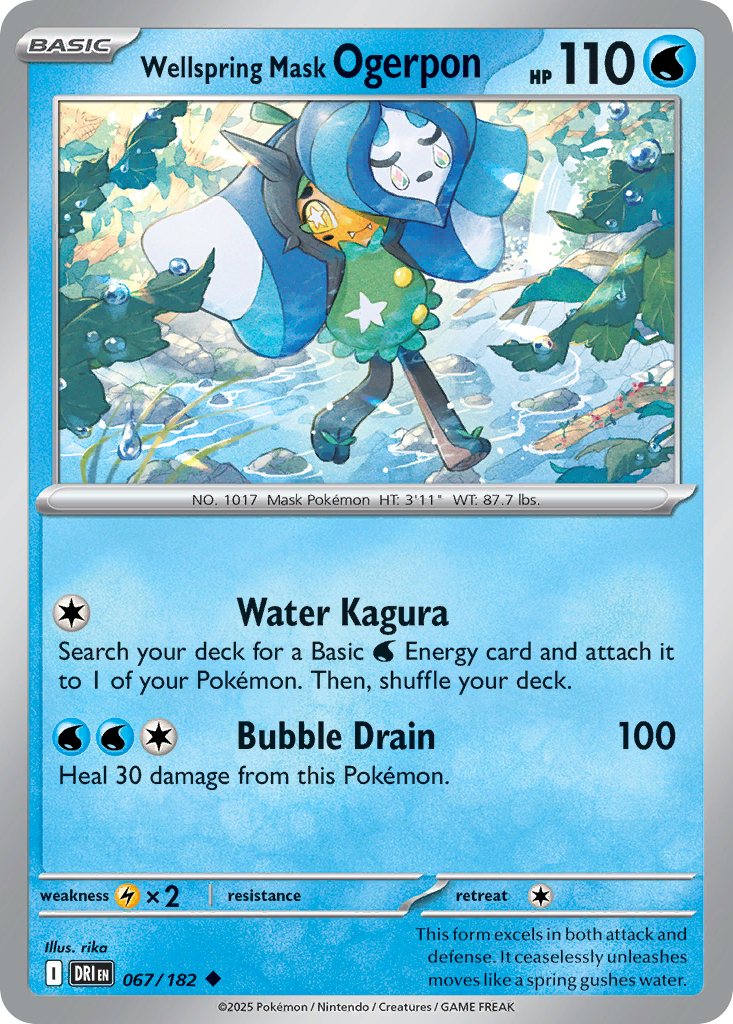 BASIC
Wellspring Mask Ogerpon HP 110
NO. 1017 Mask Pokémon HT: 3'11" WT: 87.7 lbs.
Water Kagura
Search your deck for a Basic Energy card and attach it
to 1 of your Pokémon. Then, shuffle your deck.
Bubble Drain 100
Heal 30 damage from this Pokémon.
weakness ×2 resistance retreat
Illus. rika
I DRI EN 067/182
This form excels in both attack and
defense. It ceaselessly unleashes
moves like a spring gushes water.
©2025 Pokémon / Nintendo / Creatures / GAME FREAK